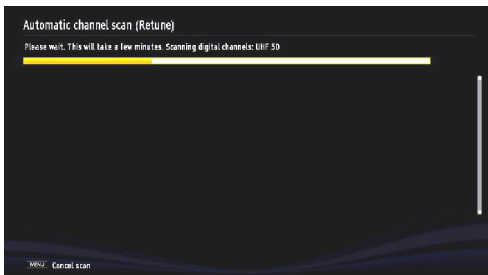 Automatic channel scan (Retune)
Please wait. This will take a few minutes. Scanning digital channels: UHF 50
MENU Cancel scan